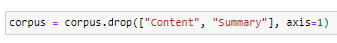 corpus = corpus.drop(["Content", "Summary"], axis=1)